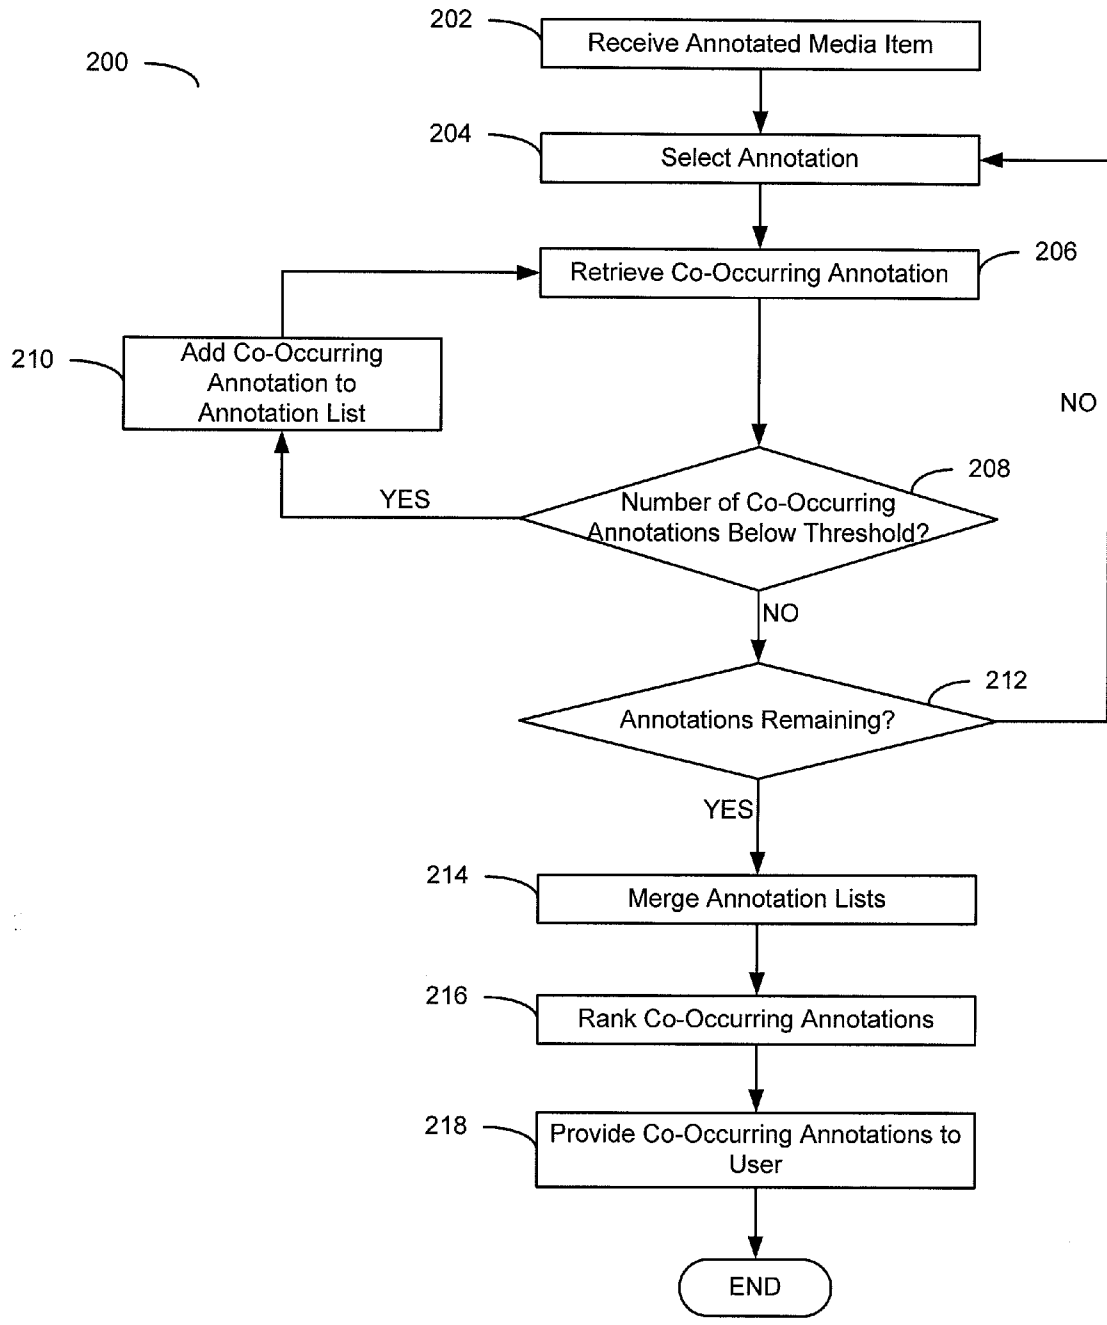 202
Receive Annotated Media Item
200
204
Select Annotation
206
Retrieve Co-Occurring Annotation
210
Add Co-Occurring
Annotation to
Annotation List
NO
208
YES
Number of Co-Occurring
Annotations Below Threshold?
NO
212
Annotations Remaining?
YES
214
Merge Annotation Lists
216
Rank Co-Occurring Annotations
218
Provide Co-Occurring Annotations to
User
END